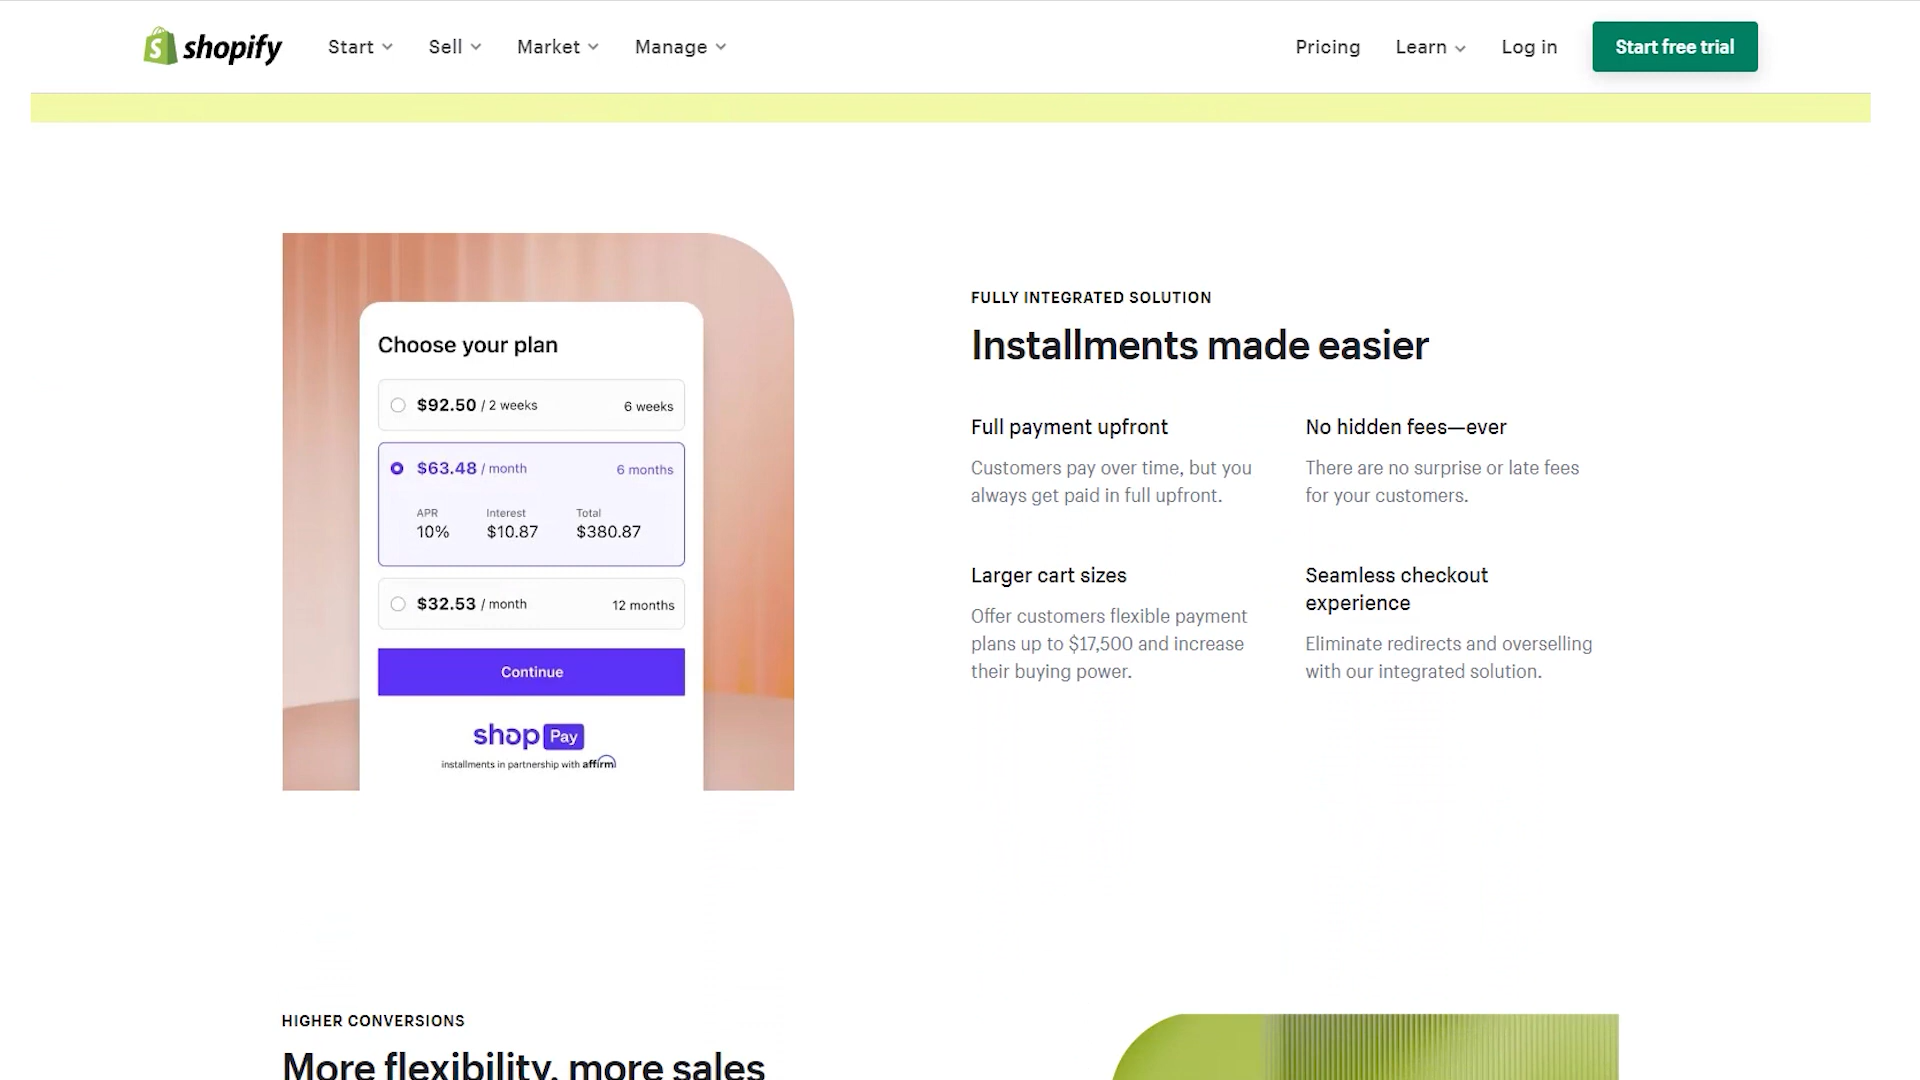 shopify Start Sell Market Manage Pricing Learn Log in Start free trial
Choose your plan
$92.50 / 2 weeks 6 weeks
$63.48 / month 6 months
APR Interest Total
10% $10.87 $380.87
$32.53 / month 12 months
Continue
shop Pay
installments in partnership with affirm
FULLY INTEGRATED SOLUTION
Installments made easier
Full payment upfront
Customers pay over time, but you
always get paid in full upfront.
No hidden fees—ever
There are no surprise or late fees
for your customers.
Larger cart sizes
Offer customers flexible payment
plans up to $17,500 and increase
their buying power.
Seamless checkout
experience
Eliminate redirects and overselling
with our integrated solution.
HIGHER CONVERSIONS
More flexibility, more sales